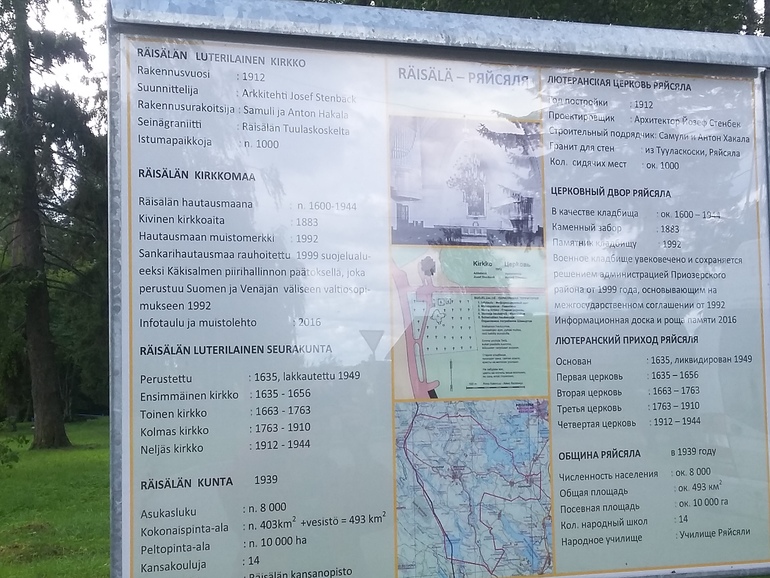 RÄISÄLÄN LUTERILAINEN KIRKKO
Rakennusvuosi : 1912
Suunnittelija : Arkkitehti Josef Stenbäck
Rakennusurakoitsija : Samuli ja Anton Hakala
Seinägraniitti : Räisälän Tuulaskoskelta
Istumapaikkoja : n. 1000
RÄISÄLÄN KIRKKOMAA
Räisälän hautausmaana : n. 1600-1944
Kivinen kirkkoaita : 1883
Hautausmaan muistomerkki : 1992
Sankarihautausmaa rauhoitettu 1999 suojelualu-
eeksi Käkisalmen piirihallinnon päätöksellä, joka
perustuu Suomen ja Venäjän väliseen valtiosopi-
mukseen 1992
Infotaulu ja muistolehto : 2016
RÄISÄLÄN LUTERILAINEN SEURAKUNTA
Perustettu : 1635, lakkautettu 1949
Ensimmäinen kirkko : 1635 - 1656
Toinen kirkko : 1663 - 1763
Kolmas kirkko : 1763 - 1910
Neljäs kirkko : 1912 - 1944
RÄISÄLÄN KUNTA 1939
Asukasluku : n. 8 000
Kokonaispinta-ala : n. 403km² +vesistö = 493 km²
Peltopinta-ala : n. 10 000 ha
Kansakouluja : 14
: Räisälän kansanopisto
RÄISÄLÄ – РЯЙСЯЛЯ
Kirkko Церковь
ЛЮТЕРАНСКАЯ ЦЕРКОВЬ РЯЙСЯЛЯ
Год постройки : 1912
Проектировщик : Архитектор Йозеф Стенбек
Строительный подрядчик: Самули и Антон Хакала
Гранит для стен из Тууласкоски, Ряйсяля
Кол. сидячих мест : ок. 1000
ЦЕРКОВНЫЙ ДВОР РЯЙСЯЛЯ
В качестве кладбища : ок. 1600 – 1944
Каменный забор : 1883
Памятник кладбищу : 1992
Военное кладбище увековечено и сохраняется
решением администрацией Приозерского
района от 1999 года, основывающим на
межгосударственном соглашении от 1992
Информационная доска и роща памяти 2016
ЛЮТЕРАНСКИЙ ПРИХОД РЯЙСЯЛЯ
Основан : 1635, ликвидирован 1949
Первая церковь : 1635 – 1656
Вторая церковь : 1663 – 1763
Третья церковь : 1763 – 1910
Четвертая церковь : 1912 – 1944
ОБЩИНА РЯЙСЯЛЯ в 1939 году
Численность населения : ок. 8 000
Общая площадь : ок. 493 км²
Посевная площадь : ок. 10 000 га
Кол. народный школ : 14
Народное училище : Училище Ряйсяли